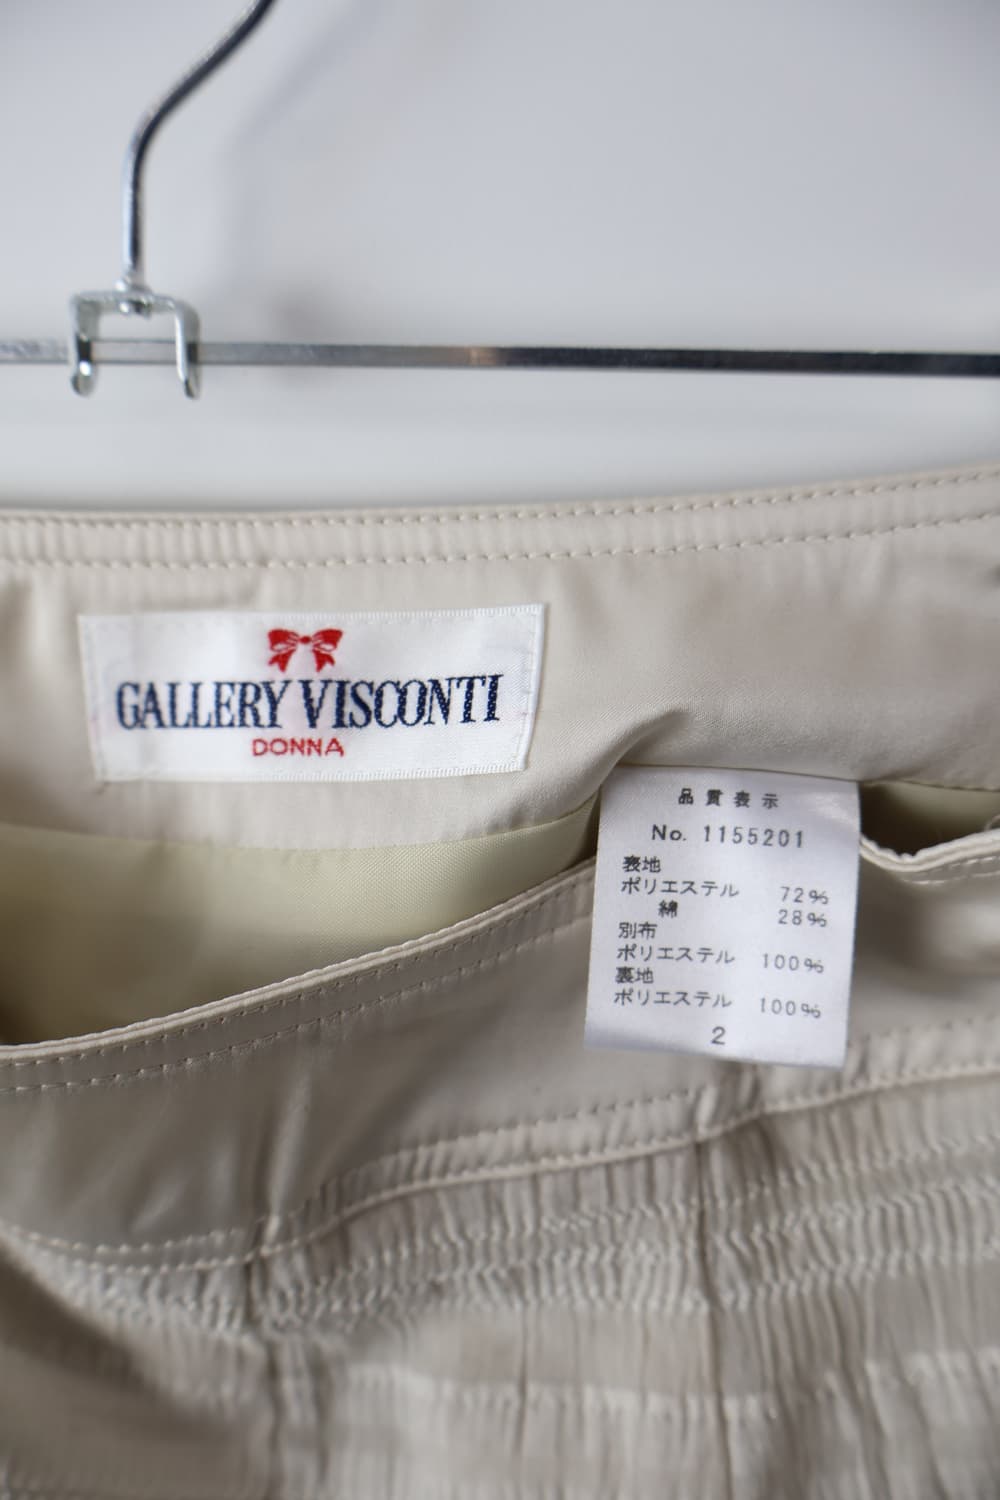 GALLERY VISCONTI
DONNA
品質表示
No. 1155201
表地
ポリエステル 72%
綿 28%
別布
ポリエステル 100%
裏地
ポリエステル 100%
2